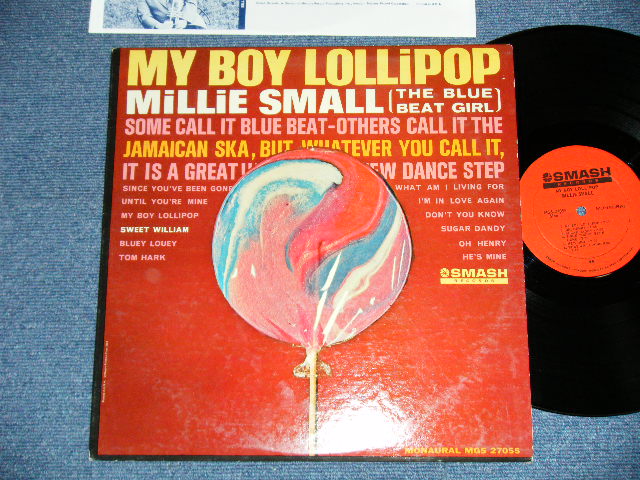 MY BOY LOLLiPOP
MiLLiE SMALL (THE BLUE BEAT GIRL)
SOME CALL IT BLUE BEAT-OTHERS CALL IT THE
JAMAICAN SKA, BUT WHATEVER YOU CALL IT,
IT IS A GREAT NEW DANCE STEP
SINCE YOU'VE BEEN GONE
UNTIL YOU'RE MINE
MY BOY LOLLIPOP
SWEET WILLIAM
BLUEY LOUEY
TOM HARK
WHAT AM I LIVING FOR
I'M IN LOVE AGAIN
DON'T YOU KNOW
SUGAR DANDY
OH HENRY
HE'S MINE
SMASH
RECORDS
MONAURAL MGS 27055
SMASH
RECORDS
MY BOY LOLLIPOP
MILLIE SMALL